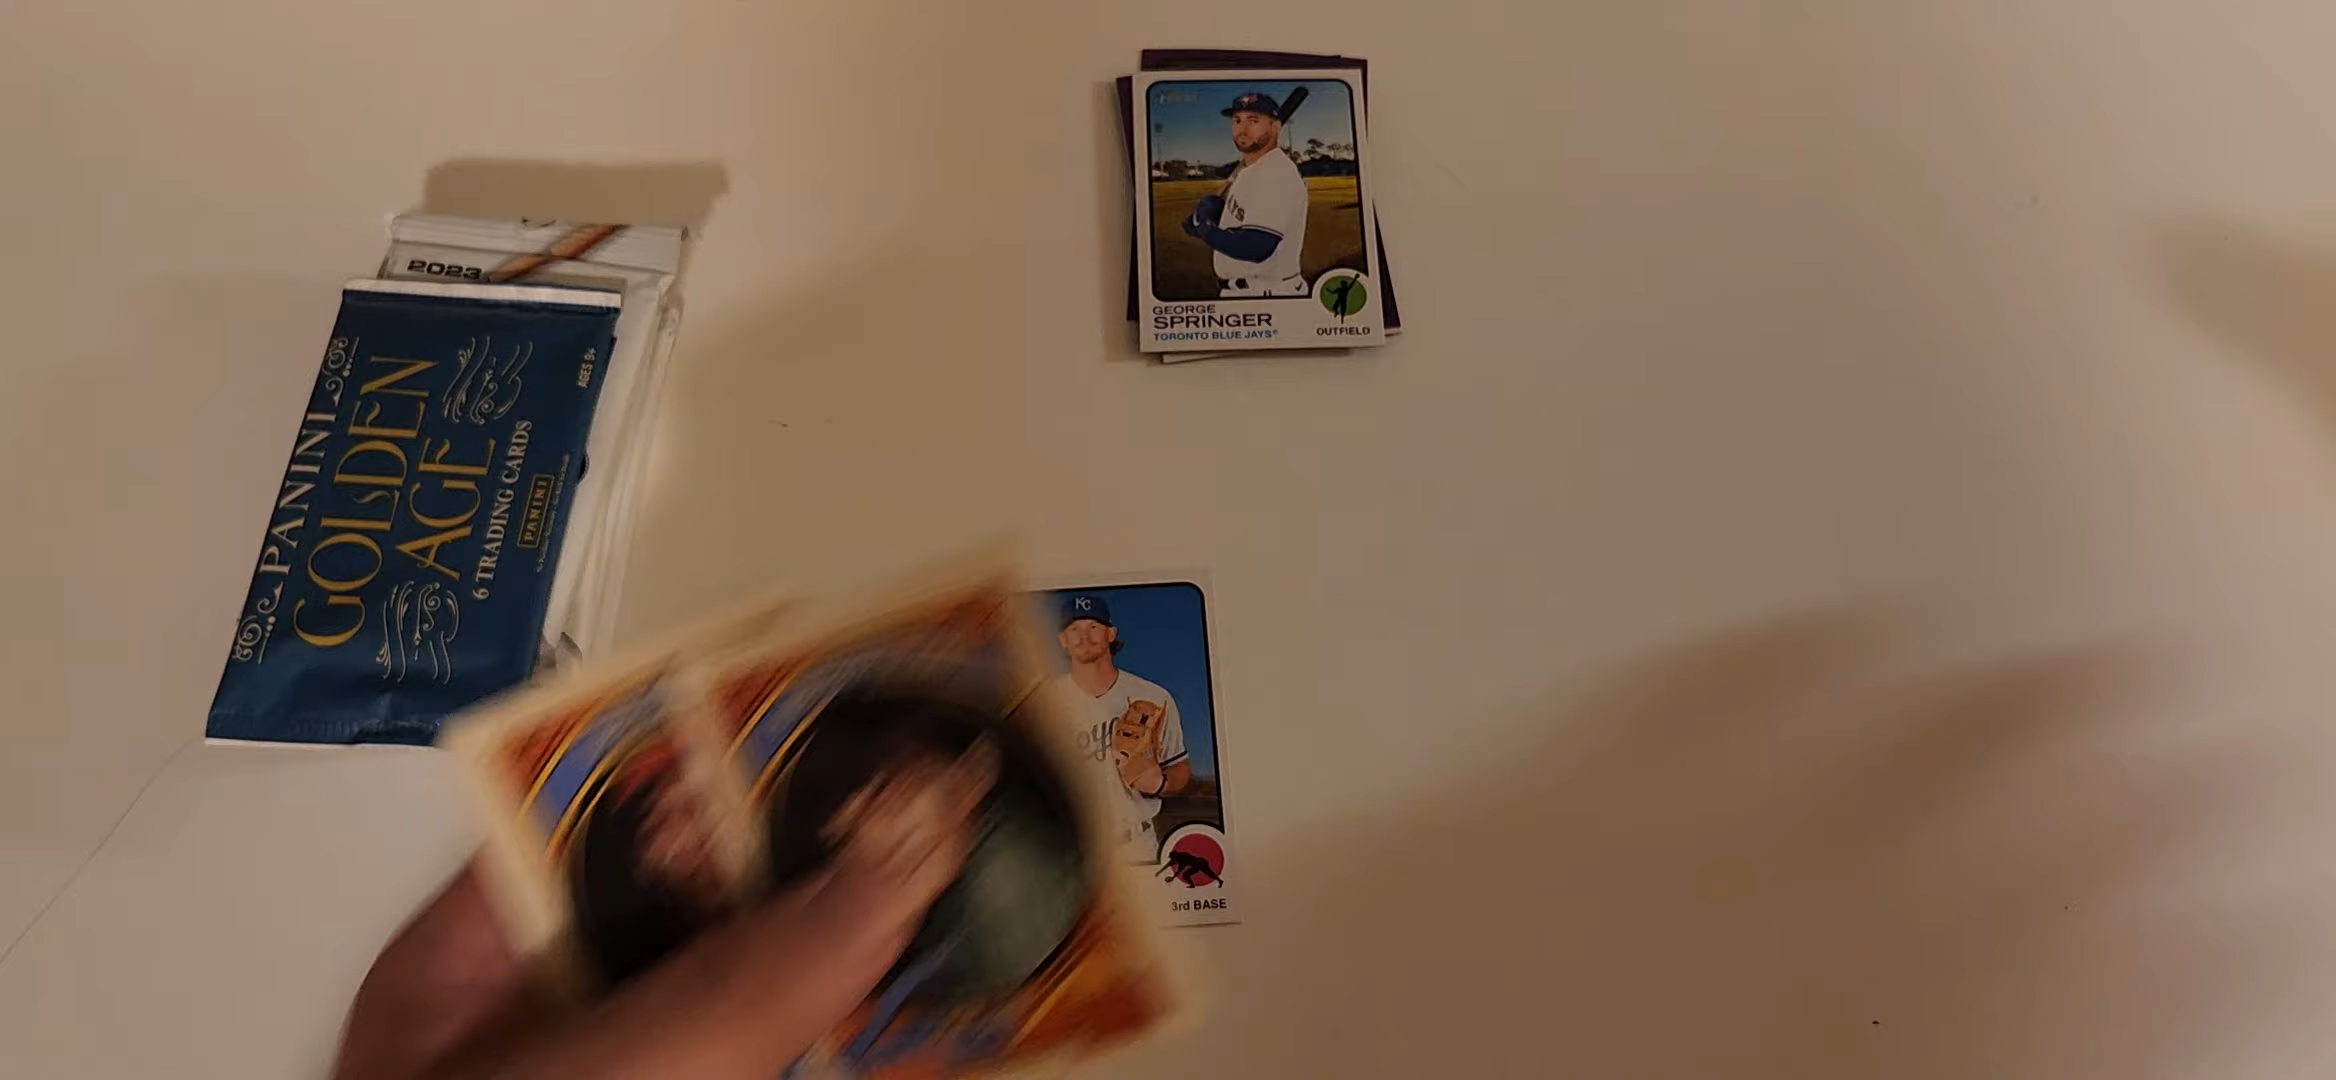 2023
PANINI
GOLDEN
AGE
6 TRADING CARDS
PANINI
AGES 9+
GEORGE
SPRINGER
TORONTO BLUE JAYS®
OUTFIELD
KC
3rd BASE